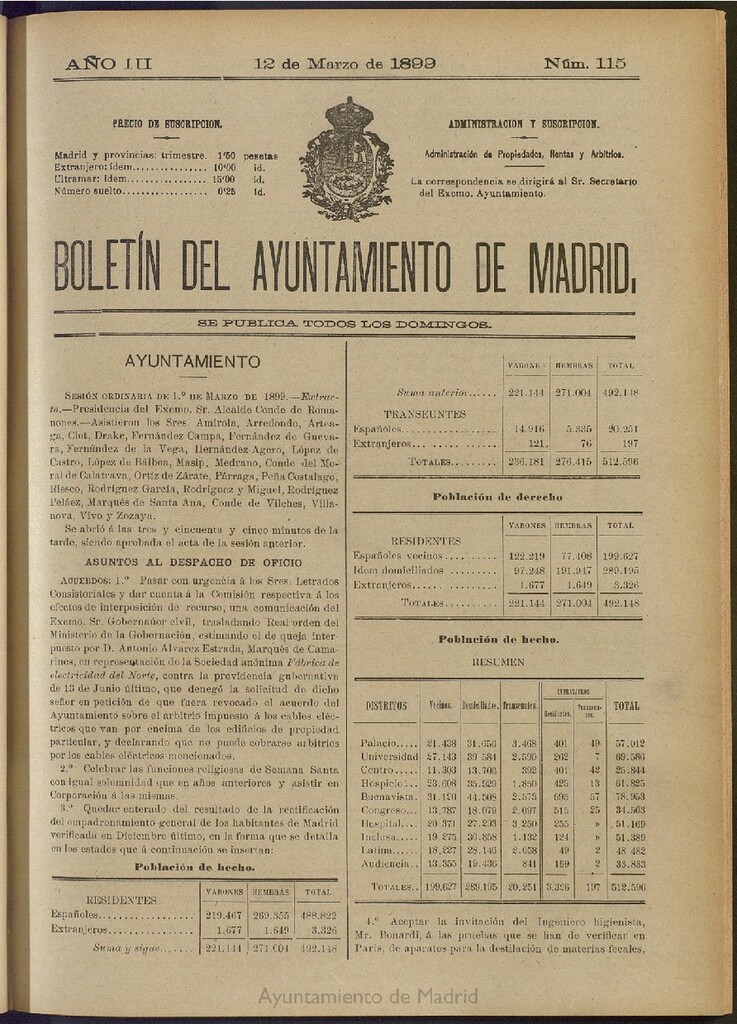 AÑO III 12 de Marzo de 1899 Núm. 115
PRECIO DE SUSCRIPCION.
Madrid y provincias: trimestre. 1'50 pesetas
Extranjero: ídem............... 10'00 id.
Ultramar: ídem................. 15'00 id.
Número suelto.................. 0'25 id.
ADMINISTRACION Y SUSCRIPCION.
Administración de Propiedades, Rentas y Arbitrios.
La correspondencia se dirigirá al Sr. Secretario
del Excmo. Ayuntamiento.
BOLETÍN DEL AYUNTAMIENTO DE MADRID.
SE PUBLICA TODOS LOS DOMINGOS.
AYUNTAMIENTO
SESIÓN ORDINARIA DE 1.º DE MARZO DE 1899.—Extrac-
to.—Presidencia del Excmo. Sr. Alcalde Conde de Roma-
nones.—Asistieron los Sres. Amírola, Arredondo, Artea-
ga, Clot, Drake, Fernández Campa, Fernández de Gueva-
ra, Fernández de la Vega, Hernández-Agero, López de
Castro, López de Balboa, Masip, Medrano, Conde del Mo-
ral de Calatrava, Ortiz de Zárate, Párraga, Peña Costalago,
Riesco, Rodríguez García, Rodríguez y Miguel, Rodríguez
Peláez, Marqués de Santa Ana, Conde de Vilches, Villa-
nova, Vivo y Zozaya.
Se abrió á las tres y cincuenta y cinco minutos de la
tarde, siendo aprobada el acta de la sesión anterior.
ASUNTOS AL DESPACHO DE OFICIO
ACUERDOS: 1.º Pasar con urgencia á los Sres. Letrados
Consistoriales y dar cuenta á la Comisión respectiva á los
efectos de interposición de recurso, una comunicación del
Excmo. Sr. Gobernador civil, trasladando Real orden del
Ministerio de la Gobernación, estimando el de queja inter-
puesto por D. Antonio Alvarez Estrada, Marqués de Cama-
rines, en representación de la Sociedad anónima Fábrica de
electricidad del Norte, contra la providencia gubernativa
de 13 de Junio último, que denegó la solicitud de dicho
señor en petición de que fuera revocado el acuerdo del
Ayuntamiento sobre el arbitrio impuesto á los cables eléc-
tricos que van por encima de los edificios de propiedad
particular, y declarando que no puede cobrarse arbitrios
por los cables eléctricos mencionados.
2.º Celebrar las funciones religiosas de Semana Santa
con igual solemnidad que en años anteriores y asistir en
Corporación á las mismas.
3.º Quedar enterado del resultado de la rectificación
del empadronamiento general de los habitantes de Madrid
verificada en Diciembre último, en la forma que se detalla
en los estados que á continuación se insertan:
Población de hecho.
RESIDENTES VARONES HEMBRAS TOTAL
Españoles................ 219.467 269.355 488.822
Extranjeros.............. 1.677 1.649 3.326
Suma y sigue....... 221.144 271.004 492.148
VARONES HEMBRAS TOTAL
Suma anterior...... 221.144 271.004 492.148
TRANSEUNTES
Españoles................ 14.916 5.335 20.251
Extranjeros.............. 121 76 197
TOTALES......... 236.181 276.415 512.596
Población de derecho
VARONES HEMBRAS TOTAL
RESIDENTES
Españoles vecinos.......... 122.219 77.408 199.627
Idem domiciliados.......... 97.248 191.947 289.195
Extranjeros................ 1.677 1.649 3.326
TOTALES.......... 221.144 271.004 492.148
Población de hecho.
RESUMEN
DISTRITOS Vecinos. Domiciliados. Transeuntes. EXTRANJEROS Residentes. Transeuntes. TOTAL
Palacio..... 21.438 31.656 3.468 401 49 57.012
Universidad 27.143 39.584 2.590 262 7 69.586
Centro..... 11.303 13.706 392 401 42 25.844
Hospicio... 23.608 35.929 1.850 425 13 61.825
Buenavista. 31.120 44.508 2.573 695 57 78.953
Congreso... 13.787 18.079 2.097 515 25 34.503
Hospital.... 20.371 27.293 3.250 255 » 51.169
Inclusa..... 19.275 30.858 1.132 124 » 51.389
Latina...... 18.227 28.146 2.058 49 2 48.482
Audiencia.. 13.355 19.436 841 199 2 33.833
TOTALES.. 199.627 289.195 20.251 3.326 197 512.596
4.º Aceptar la invitación del Ingeniero higienista,
Mr. Bonardi, á las pruebas que se han de verificar en
París, de aparatos para la destilación de materias fecales,
Ayuntamiento de Madrid